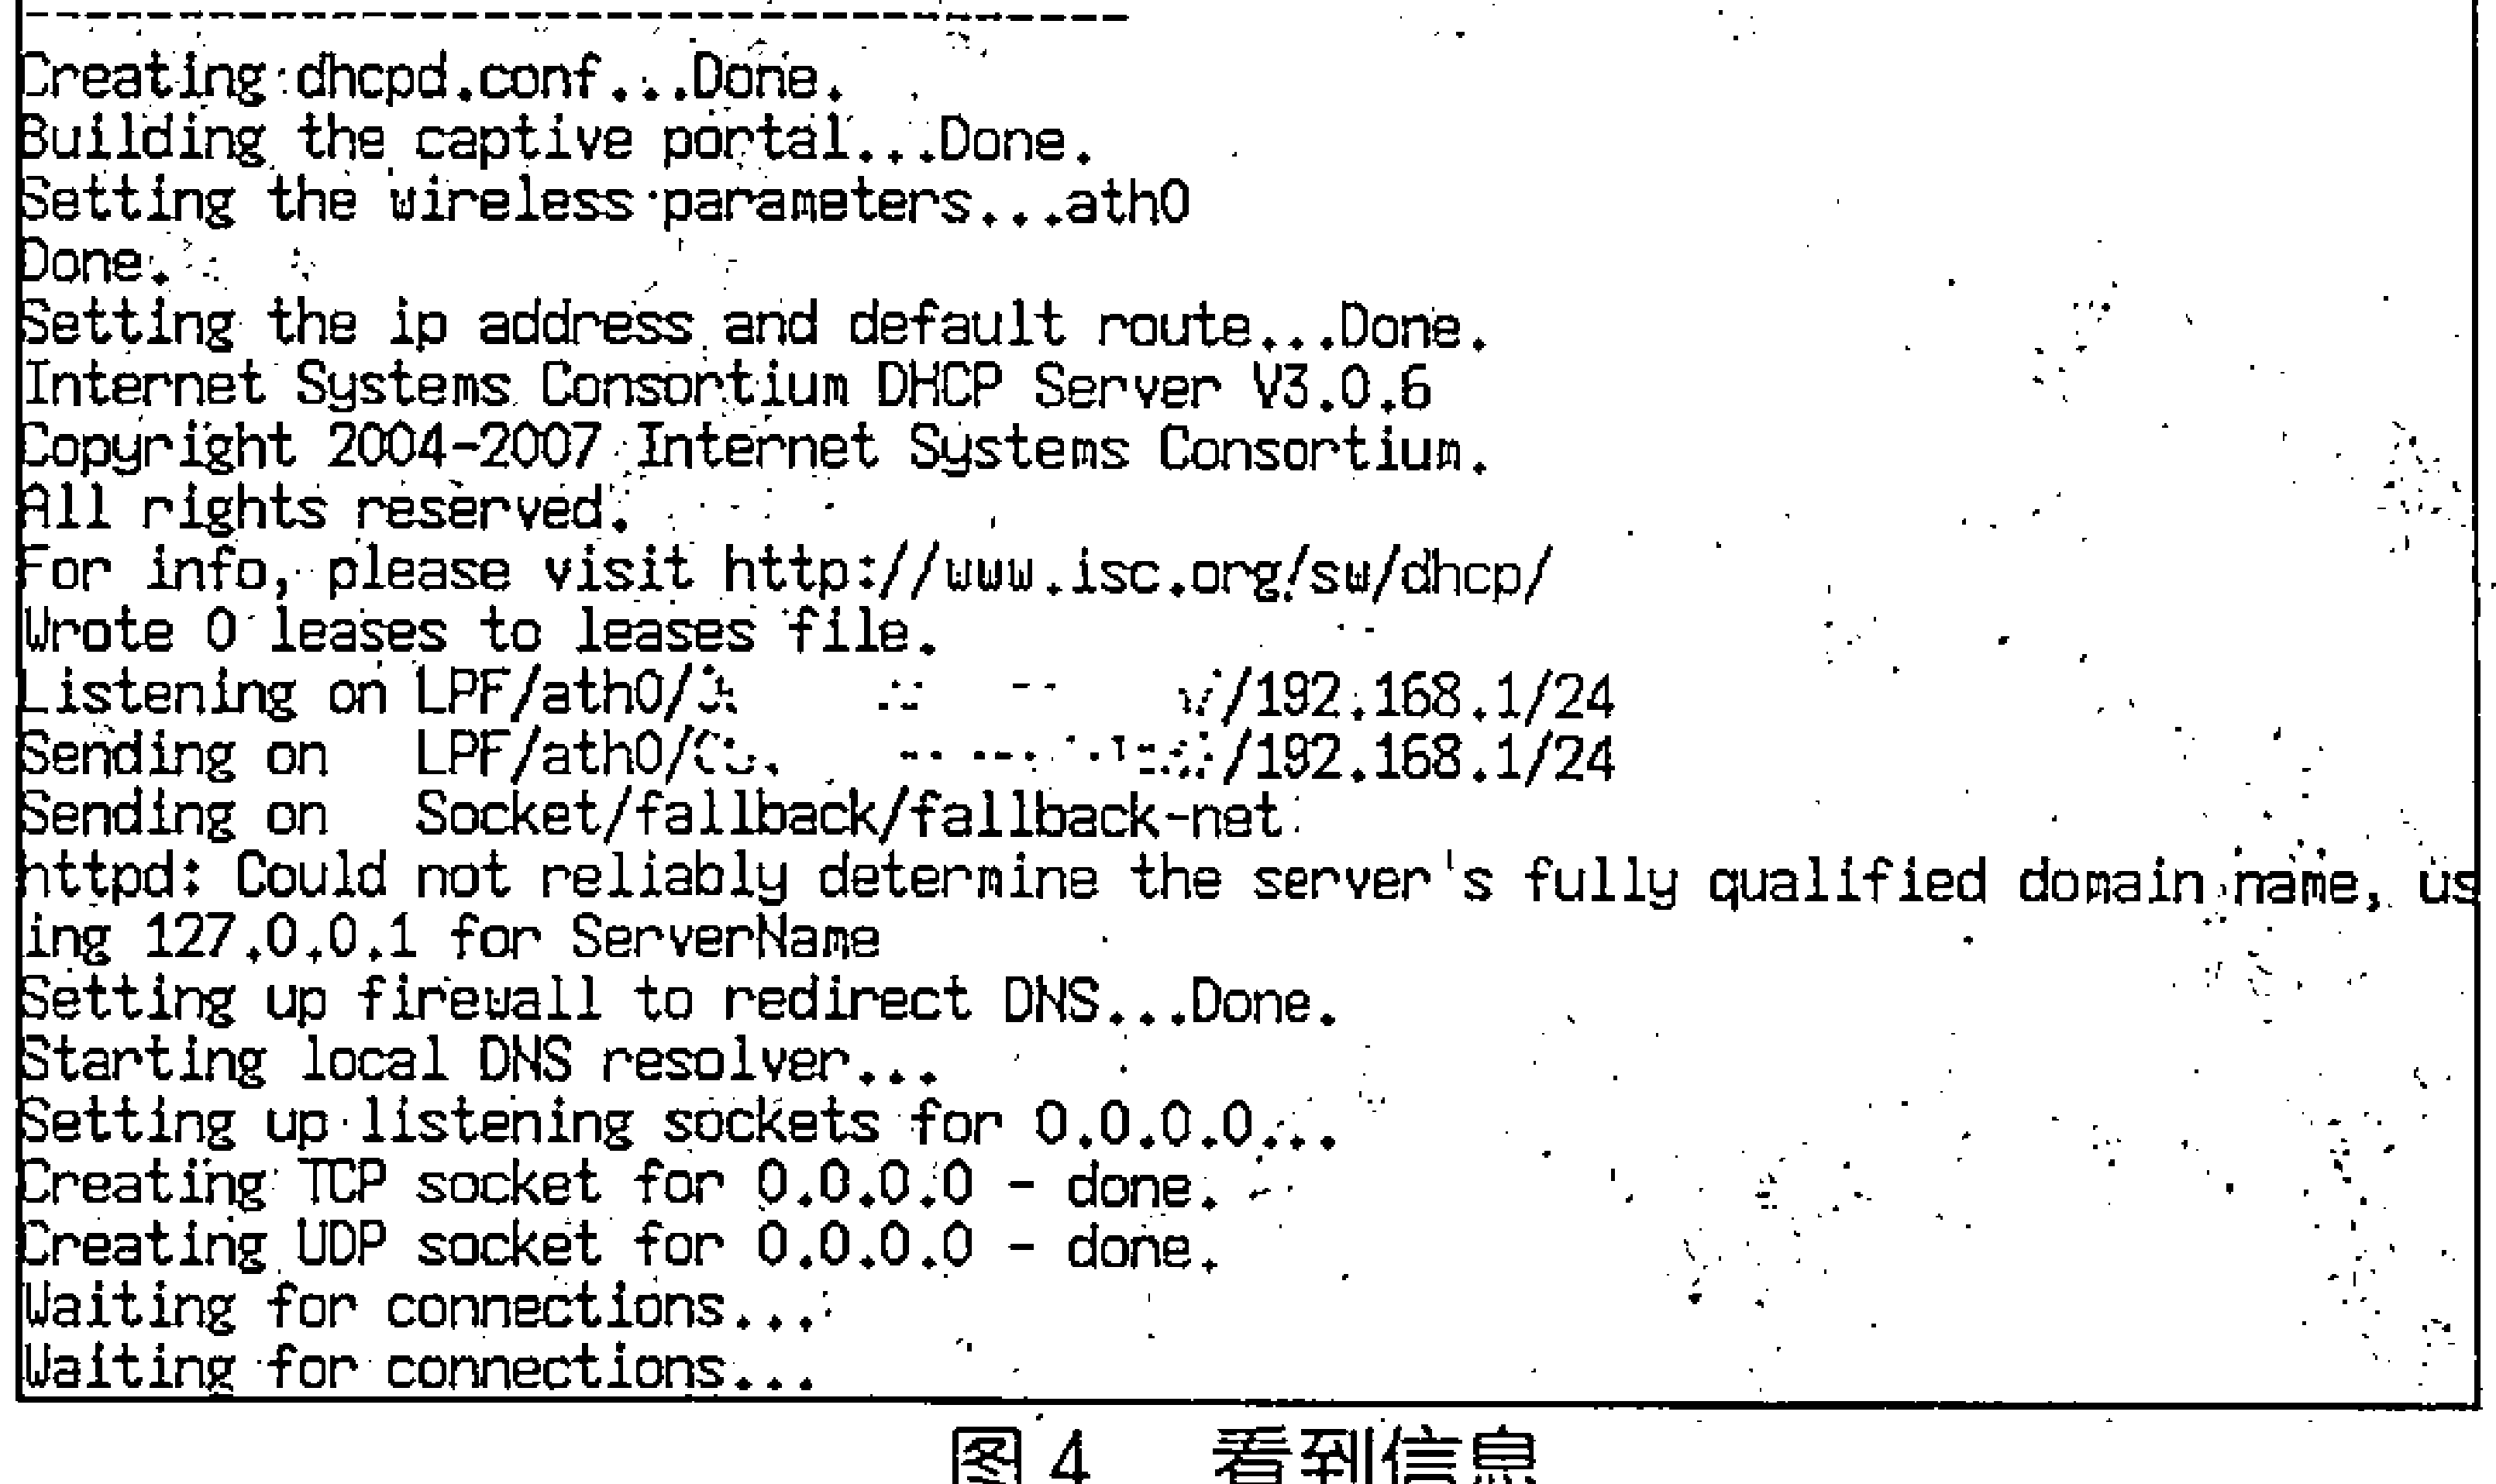 --------------------------------------
Creating dhcpd.conf...Done.
Building the captive portal...Done.
Setting the wireless parameters...ath0
Done.
Setting the ip address and default route...Done.
Internet Systems Consortium DHCP Server V3.0.6
Copyright 2004-2007 Internet Systems Consortium.
All rights reserved.
For info, please visit http://www.isc.org/sw/dhcp/
Wrote 0 leases to leases file.
Listening on LPF/ath0/ /192.168.1/24
Sending on   LPF/ath0/ /192.168.1/24
Sending on   Socket/fallback/fallback-net
httpd: Could not reliably determine the server's fully qualified domain name, us
ing 127.0.0.1 for ServerName
Setting up firewall to redirect DNS...Done.
Starting local DNS resolver...
Setting up listening sockets for 0.0.0.0...
Creating TCP socket for 0.0.0.0 - done.
Creating UDP socket for 0.0.0.0 - done.
Waiting for connections...
Waiting for connections...
图4 看到信息